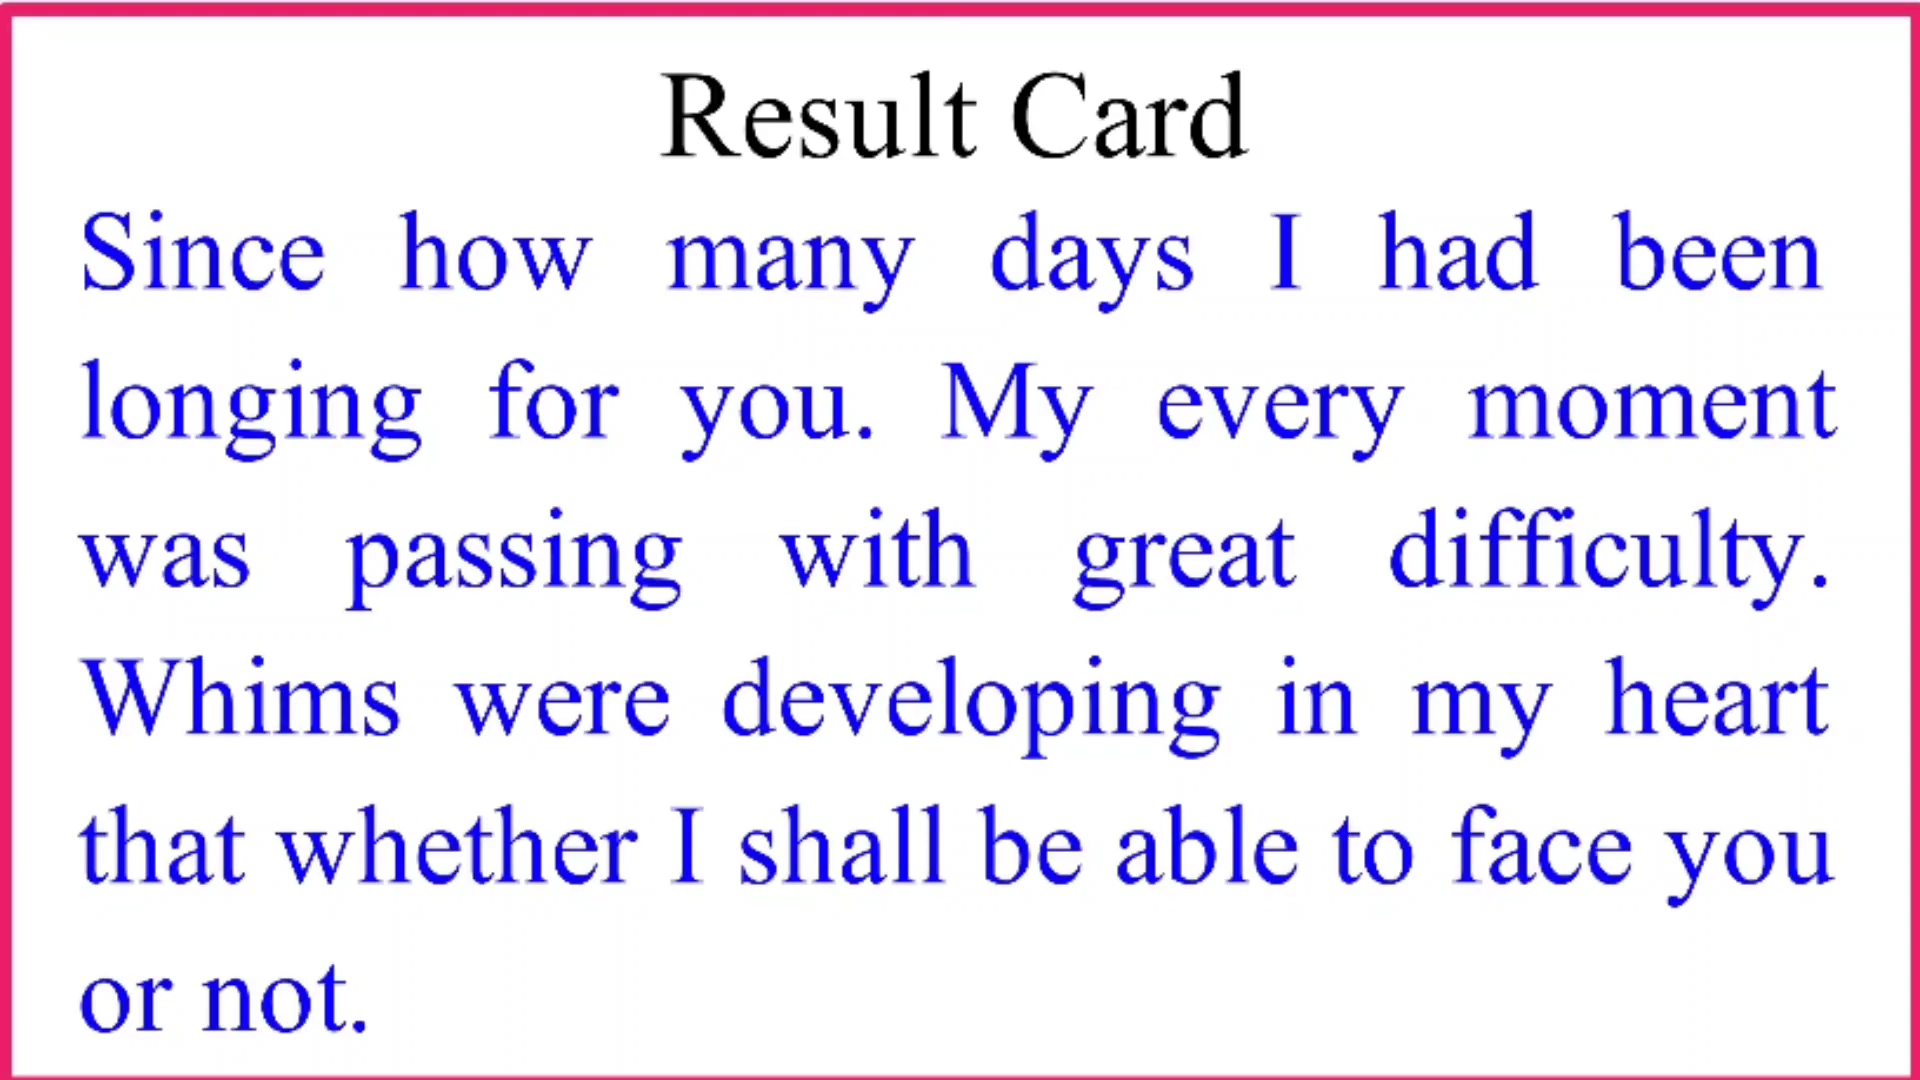 Result Card
Since how many days I had been
longing for you. My every moment
was passing with great difficulty.
Whims were developing in my heart
that whether I shall be able to face you
or not.